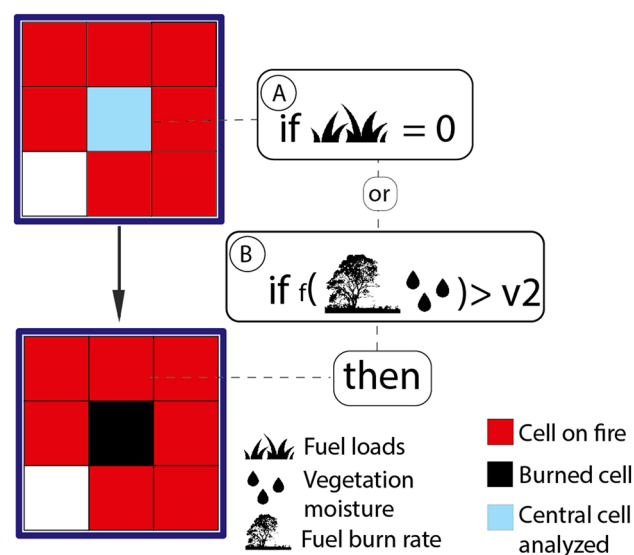 A
if = 0
or
B
if f( )> v2
then
Fuel loads
Vegetation
moisture
Fuel burn rate
Cell on fire
Burned cell
Central cell
analyzed